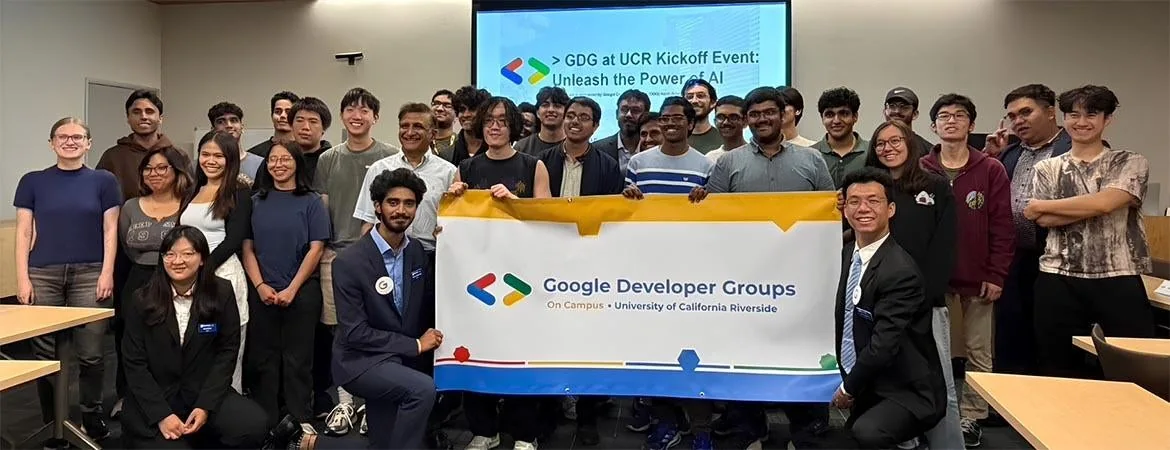 > GDG at UCR Kickoff Event:
Unleash the Power of AI
Google Developer Groups
On Campus • University of California Riverside